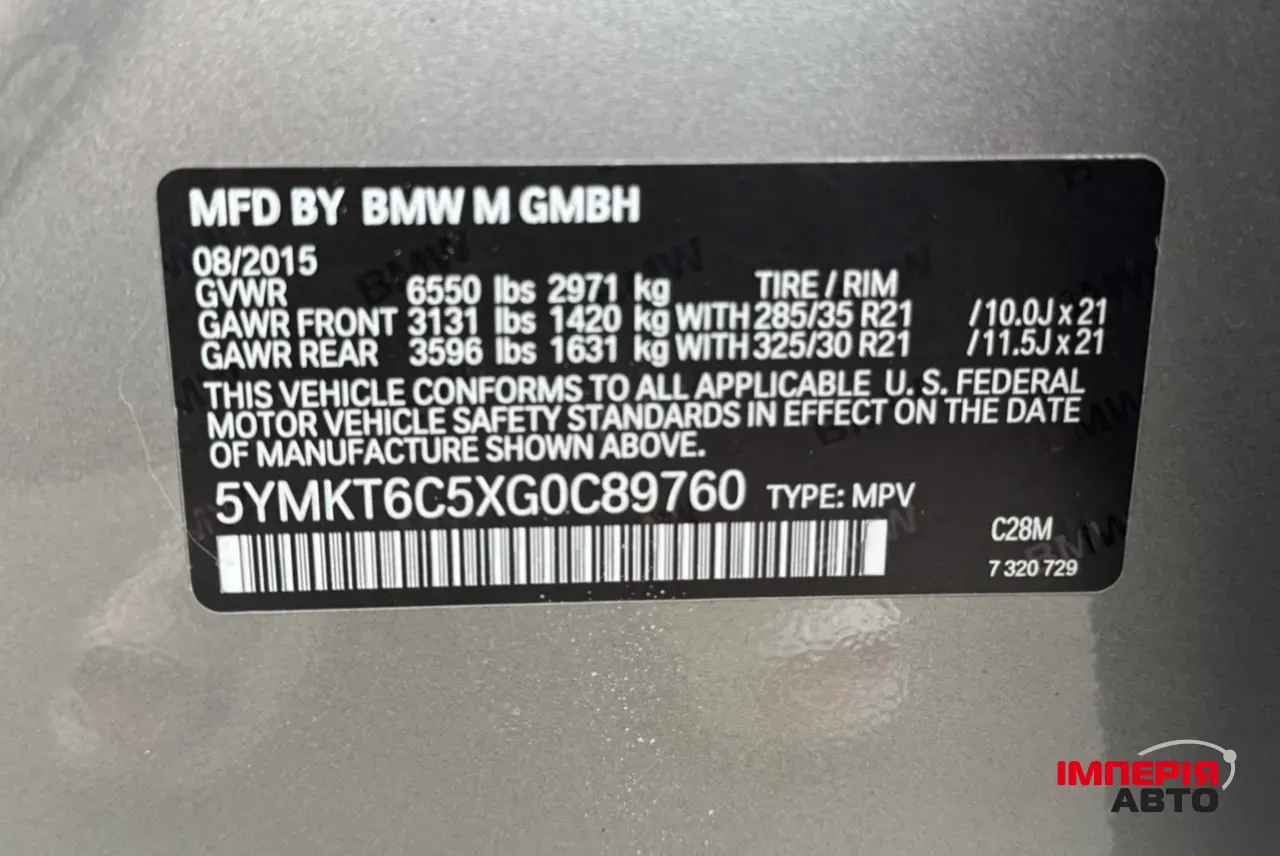 MFD BY BMW M GMBH
08/2015
GVWR 6550 lbs 2971 kg TIRE / RIM
GAWR FRONT 3131 lbs 1420 kg WITH 285/35 R21 /10.0J x 21
GAWR REAR 3596 lbs 1631 kg WITH 325/30 R21 /11.5J x 21
THIS VEHICLE CONFORMS TO ALL APPLICABLE U. S. FEDERAL
MOTOR VEHICLE SAFETY STANDARDS IN EFFECT ON THE DATE
OF MANUFACTURE SHOWN ABOVE.
5YMKT6C5XG0C89760 TYPE: MPV
C28M
7 320 729
ІМПЕРІЯ
АВТО